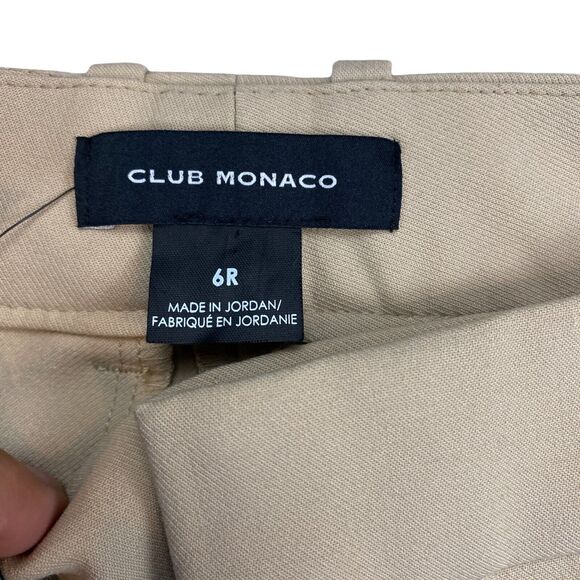 CLUB MONACO
6R
MADE IN JORDAN/
FABRIQUÉ EN JORDANIE